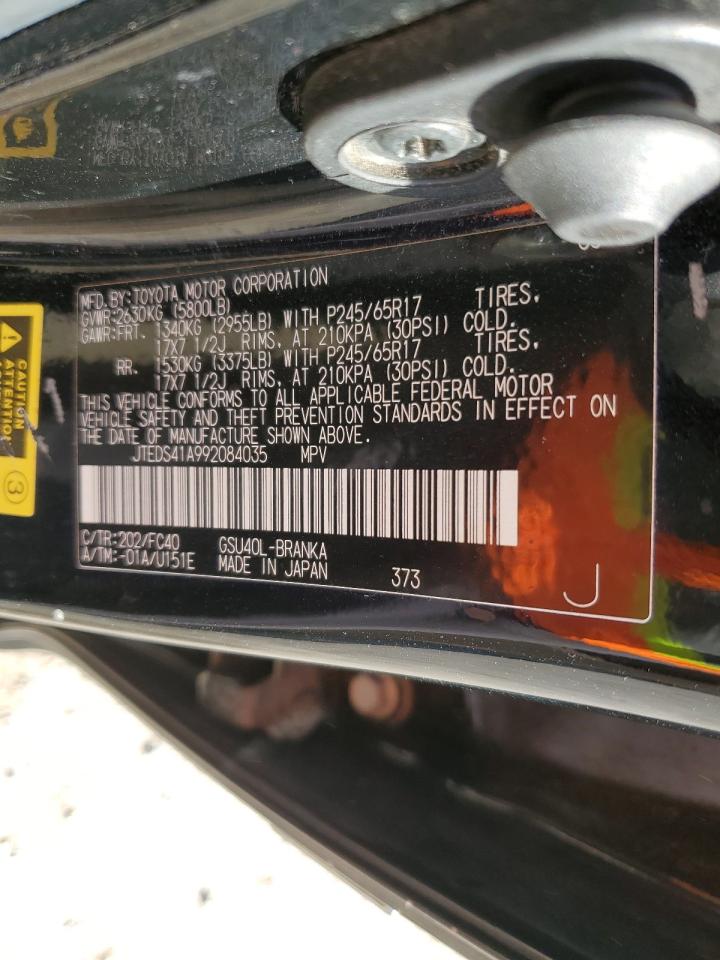 MFD. BY: TOYOTA MOTOR CORPORATION
GVWR: 2630KG (5800LB)
GAWR: FRT. 1340KG (2955LB) WITH P245/65R17 TIRES,
17X7 1/2J RIMS, AT 210KPA (30PSI) COLD.
RR. 1530KG (3375LB) WITH P245/65R17 TIRES,
17X7 1/2J RIMS, AT 210KPA (30PSI) COLD.
THIS VEHICLE CONFORMS TO ALL APPLICABLE FEDERAL MOTOR
VEHICLE SAFETY AND THEFT PREVENTION STANDARDS IN EFFECT ON
THE DATE OF MANUFACTURE SHOWN ABOVE.
JTEDS41A992084035 MPV
C/TR: 202/FC40 GSU40L-BRANKA
A/TM: -01A/U151E MADE IN JAPAN 373
J
CAUTION
ATTENTION
3